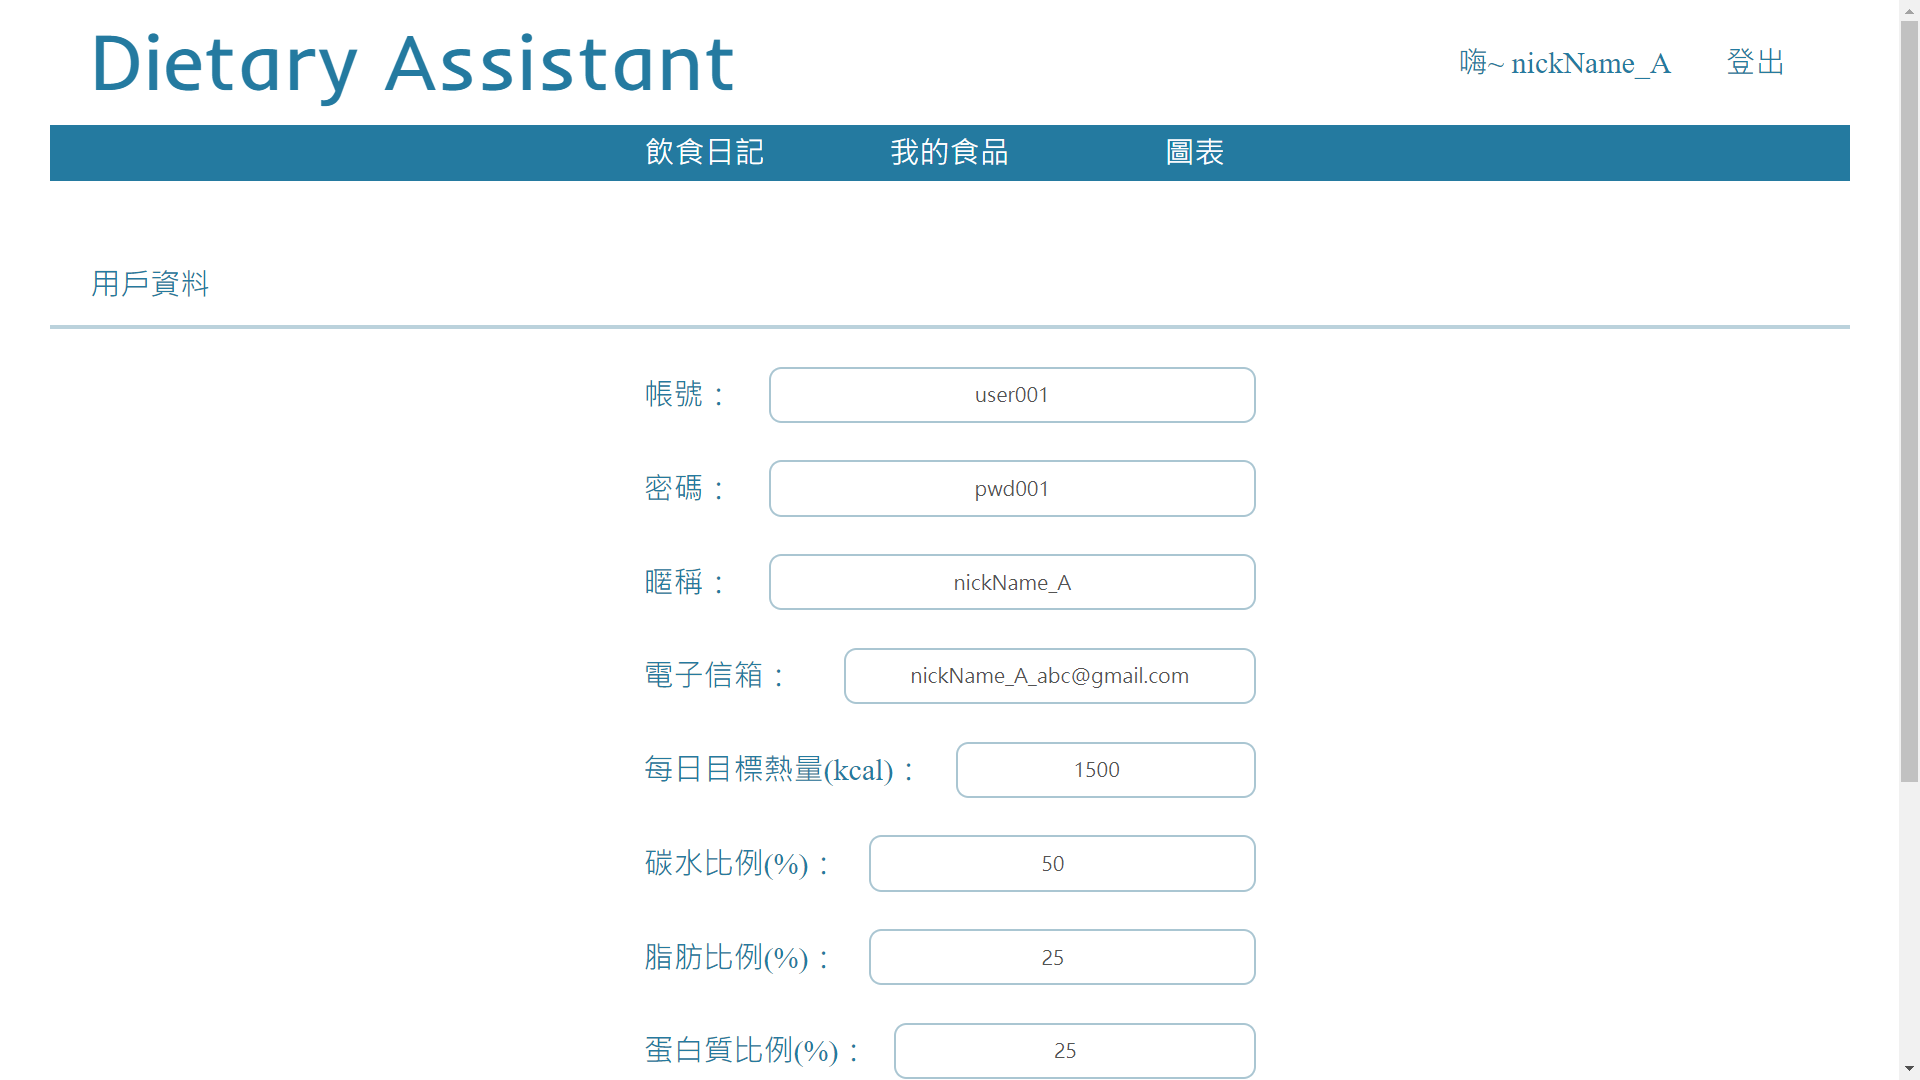 Dietary Assistant
嗨~ nickName_A 登出
飲食日記 我的食品 圖表
用戶資料
帳號： user001
密碼： pwd001
暱稱： nickName_A
電子信箱： nickName_A_abc@gmail.com
每日目標熱量(kcal)： 1500
碳水比例(%)： 50
脂肪比例(%)： 25
蛋白質比例(%)： 25